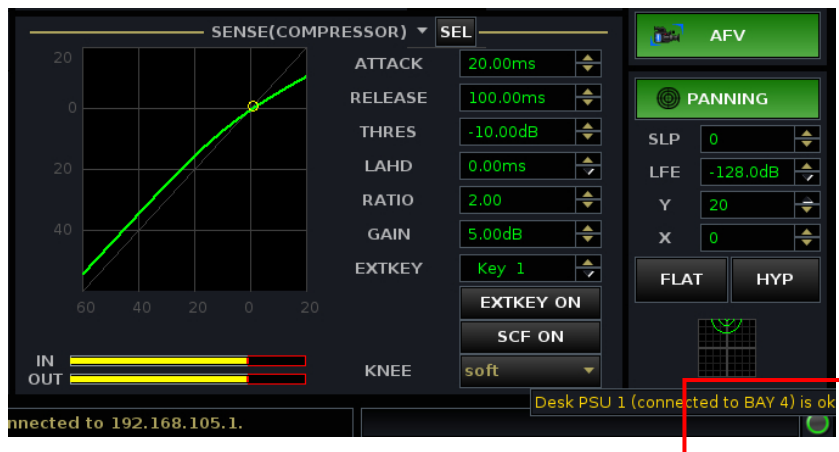 SENSE(COMPRESSOR) SEL
20
0
20
40
60 40 20 0 20
ATTACK 20.00ms
RELEASE 100.00ms
THRES -10.00dB
LAHD 0.00ms
RATIO 2.00
GAIN 5.00dB
EXTKEY Key 1
EXTKEY ON
SCF ON
KNEE soft
IN
OUT
AFV
PANNING
SLP 0
LFE -128.0dB
Y 20
X 0
FLAT HYP
Desk PSU 1 (connected to BAY 4) is ok
nnected to 192.168.105.1.